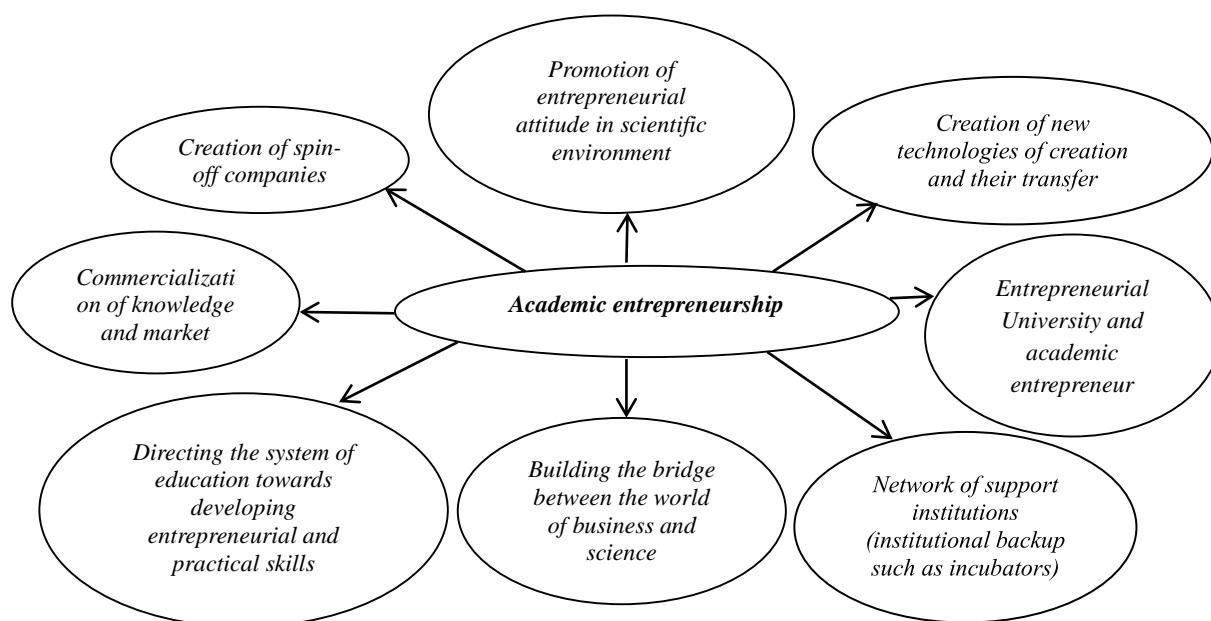 Promotion of
entrepreneurial
attitude in scientific
environment
Creation of spin-
off companies
Creation of new
technologies of creation
and their transfer
Commercializati
on of knowledge
and market
Academic entrepreneurship
Entrepreneurial
University and
academic
entrepreneur
Directing the system of
education towards
developing
entrepreneurial and
practical skills
Building the bridge
between the world
of business and
science
Network of support
institutions
(institutional backup
such as incubators)